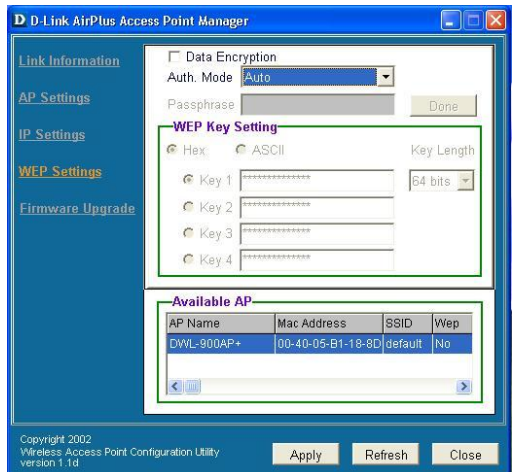 D D-Link AirPlus Access Point Manager
Link Information
AP Settings
IP Settings
WEP Settings
Firmware Upgrade
Data Encryption
Auth. Mode Auto
Passphrase Done
WEP Key Setting
Hex ASCII Key Length
Key 1 ************** 64 bits
Key 2 **************
Key 3 **************
Key 4 **************
Available AP
AP Name Mac Address SSID Wep
DWL-900AP+ 00-40-05-B1-18-8D default No
Copyright 2002
Wireless Access Point Configuration Utility
version 1.1d
Apply Refresh Close